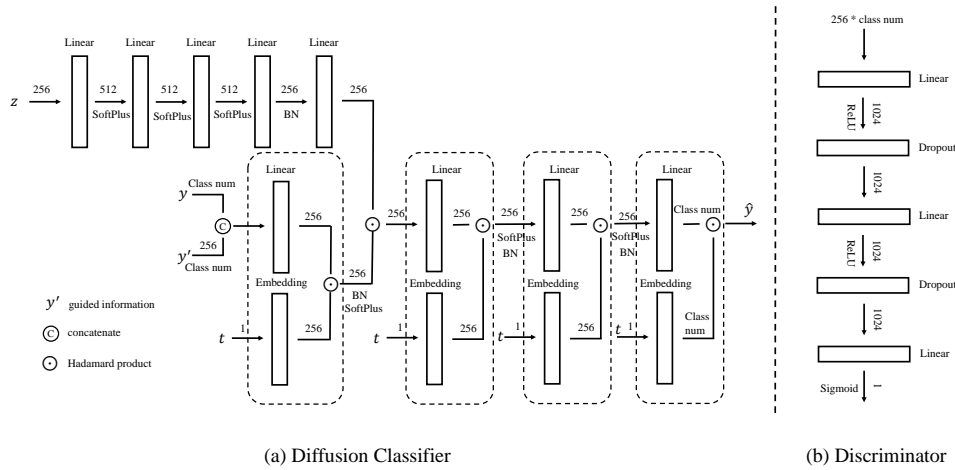 Linear
Linear
Linear
Linear
Linear
z
256
512
SoftPlus
512
SoftPlus
512
SoftPlus
256
BN
256
y
Class num
C
y′
256
Class num
Linear
256
Embedding
t
1
256
256
BN
SoftPlus
256
Linear
256
Embedding
t
1
256
256
SoftPlus
BN
Linear
256
Embedding
t
1
256
256
SoftPlus
BN
Linear
Class num
Embedding
t
1
Class
num
ŷ
y′ guided information
C concatenate
Hadamard product
(a) Diffusion Classifier
256 * class num
Linear
1024
ReLU
Dropout
1024
Linear
1024
ReLU
Dropout
1024
Linear
Sigmoid
1
(b) Discriminator